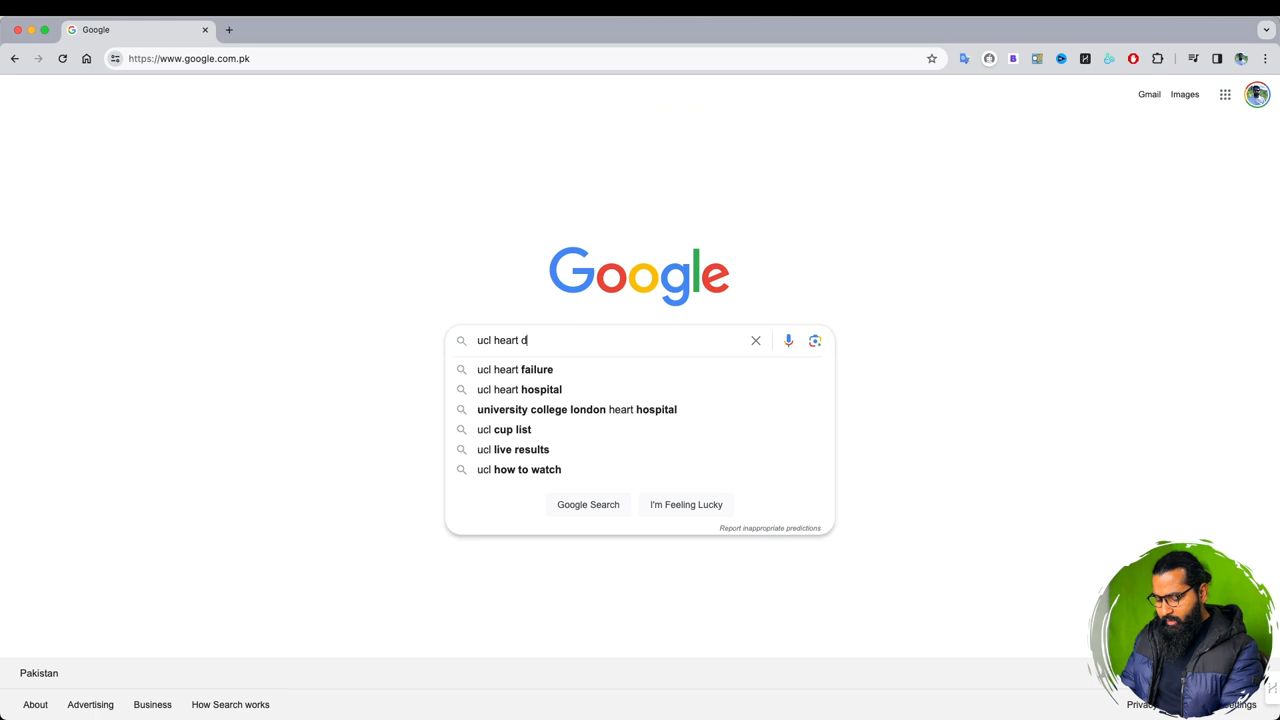 Google
https://www.google.com.pk
Gmail Images
Google
ucl heart d
ucl heart failure
ucl heart hospital
university college london heart hospital
ucl cup list
ucl live results
ucl how to watch
Google Search I'm Feeling Lucky
Report inappropriate predictions
Pakistan
About Advertising Business How Search works